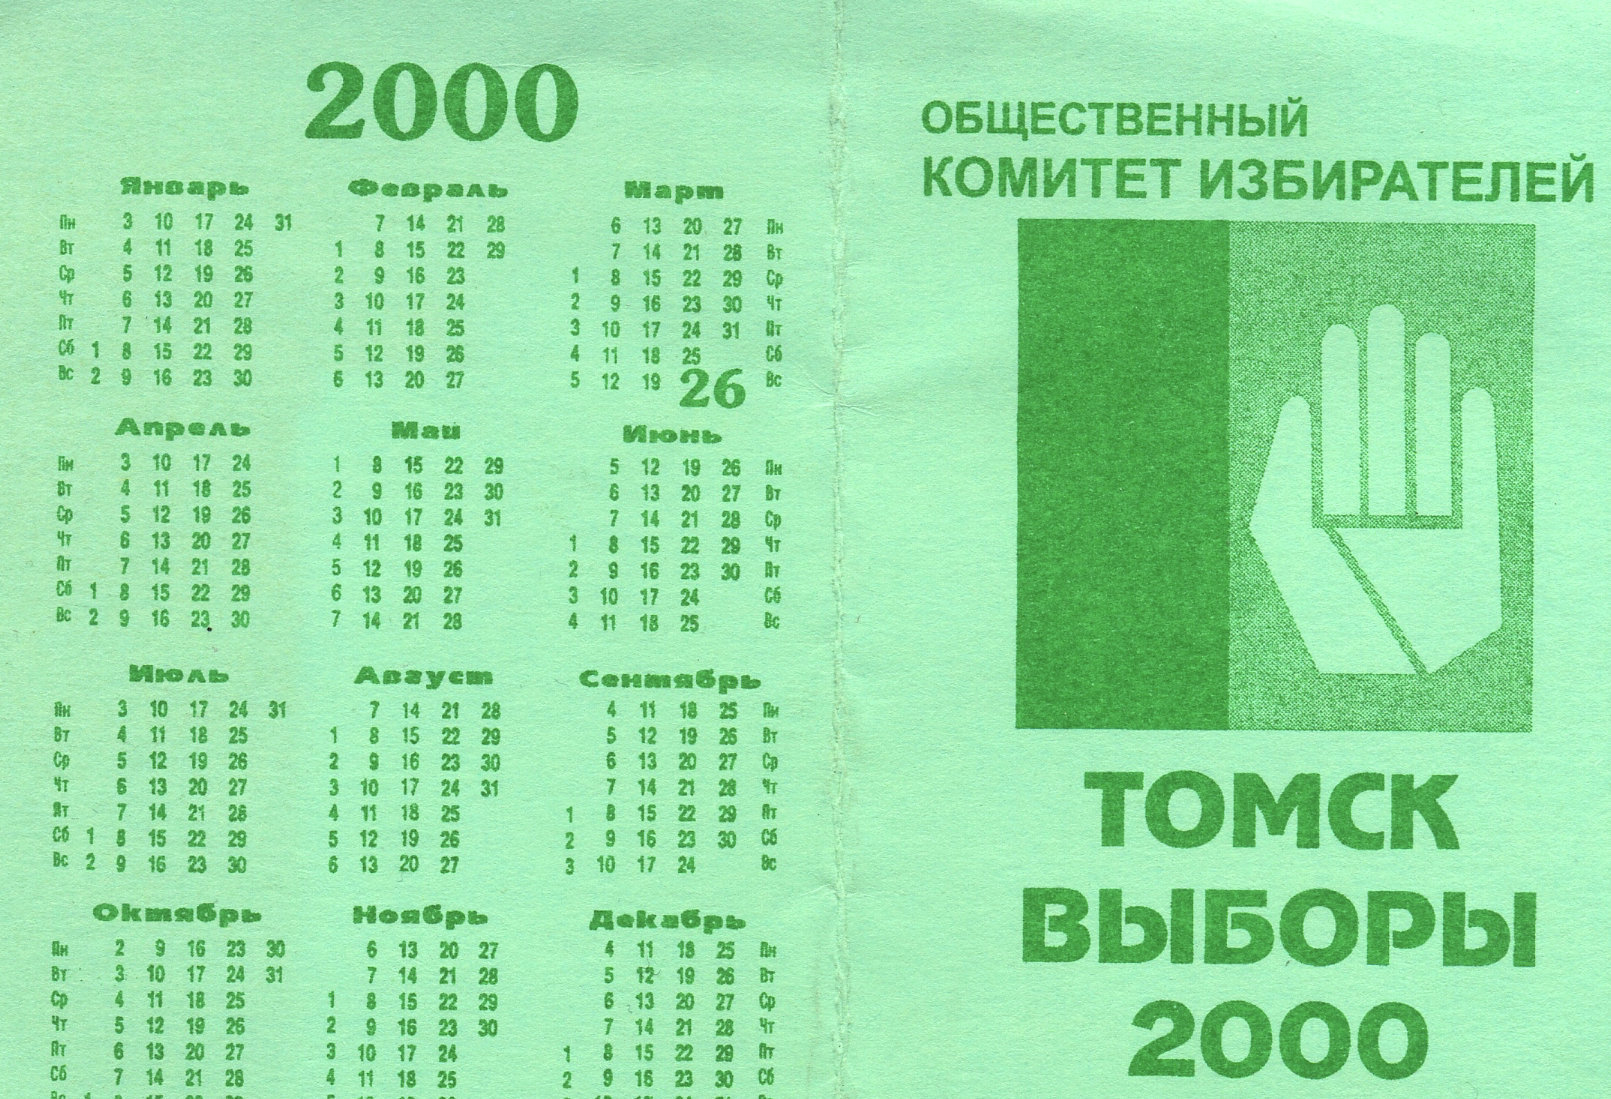 2000
Январь Февраль Март
Пн 3 10 17 24 31 7 14 21 28 6 13 20 27 Пн
Вт 4 11 18 25 1 8 15 22 29 7 14 21 28 Вт
Ср 5 12 19 26 2 9 16 23 1 8 15 22 29 Ср
Чт 6 13 20 27 3 10 17 24 2 9 16 23 30 Чт
Пт 7 14 21 28 4 11 18 25 3 10 17 24 31 Пт
Сб 1 8 15 22 29 5 12 19 26 4 11 18 25 Сб
Вс 2 9 16 23 30 6 13 20 27 5 12 19 26 Вс
Апрель Май Июнь
Пн 3 10 17 24 1 8 15 22 29 5 12 19 26 Пн
Вт 4 11 18 25 2 9 16 23 30 6 13 20 27 Вт
Ср 5 12 19 26 3 10 17 24 31 7 14 21 28 Ср
Чт 6 13 20 27 4 11 18 25 1 8 15 22 29 Чт
Пт 7 14 21 28 5 12 19 26 2 9 16 23 30 Пт
Сб 1 8 15 22 29 6 13 20 27 3 10 17 24 Сб
Вс 2 9 16 23 30 7 14 21 28 4 11 18 25 Вс
Июль Август Сентябрь
Пн 3 10 17 24 31 7 14 21 28 4 11 18 25 Пн
Вт 4 11 18 25 1 8 15 22 29 5 12 19 26 Вт
Ср 5 12 19 26 2 9 16 23 30 6 13 20 27 Ср
Чт 6 13 20 27 3 10 17 24 31 7 14 21 28 Чт
Пт 7 14 21 28 4 11 18 25 1 8 15 22 29 Пт
Сб 1 8 15 22 29 5 12 19 26 2 9 16 23 30 Сб
Вс 2 9 16 23 30 6 13 20 27 3 10 17 24 Вс
Октябрь Ноябрь Декабрь
Пн 2 9 16 23 30 6 13 20 27 4 11 18 25 Пн
Вт 3 10 17 24 31 7 14 21 28 5 12 19 26 Вт
Ср 4 11 18 25 1 8 15 22 29 6 13 20 27 Ср
Чт 5 12 19 26 2 9 16 23 30 7 14 21 28 Чт
Пт 6 13 20 27 3 10 17 24 1 8 15 22 29 Пт
Сб 7 14 21 28 4 11 18 25 2 9 16 23 30 Сб
ОБЩЕСТВЕННЫЙ
КОМИТЕТ ИЗБИРАТЕЛЕЙ
ТОМСК
ВЫБОРЫ
2000